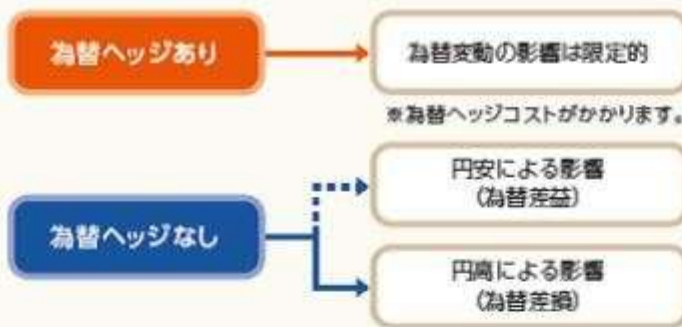 為替ヘッジあり
為替変動の影響は限定的
※為替ヘッジコストがかかります。
為替ヘッジなし
円安による影響
(為替差益)
円高による影響
(為替差損)